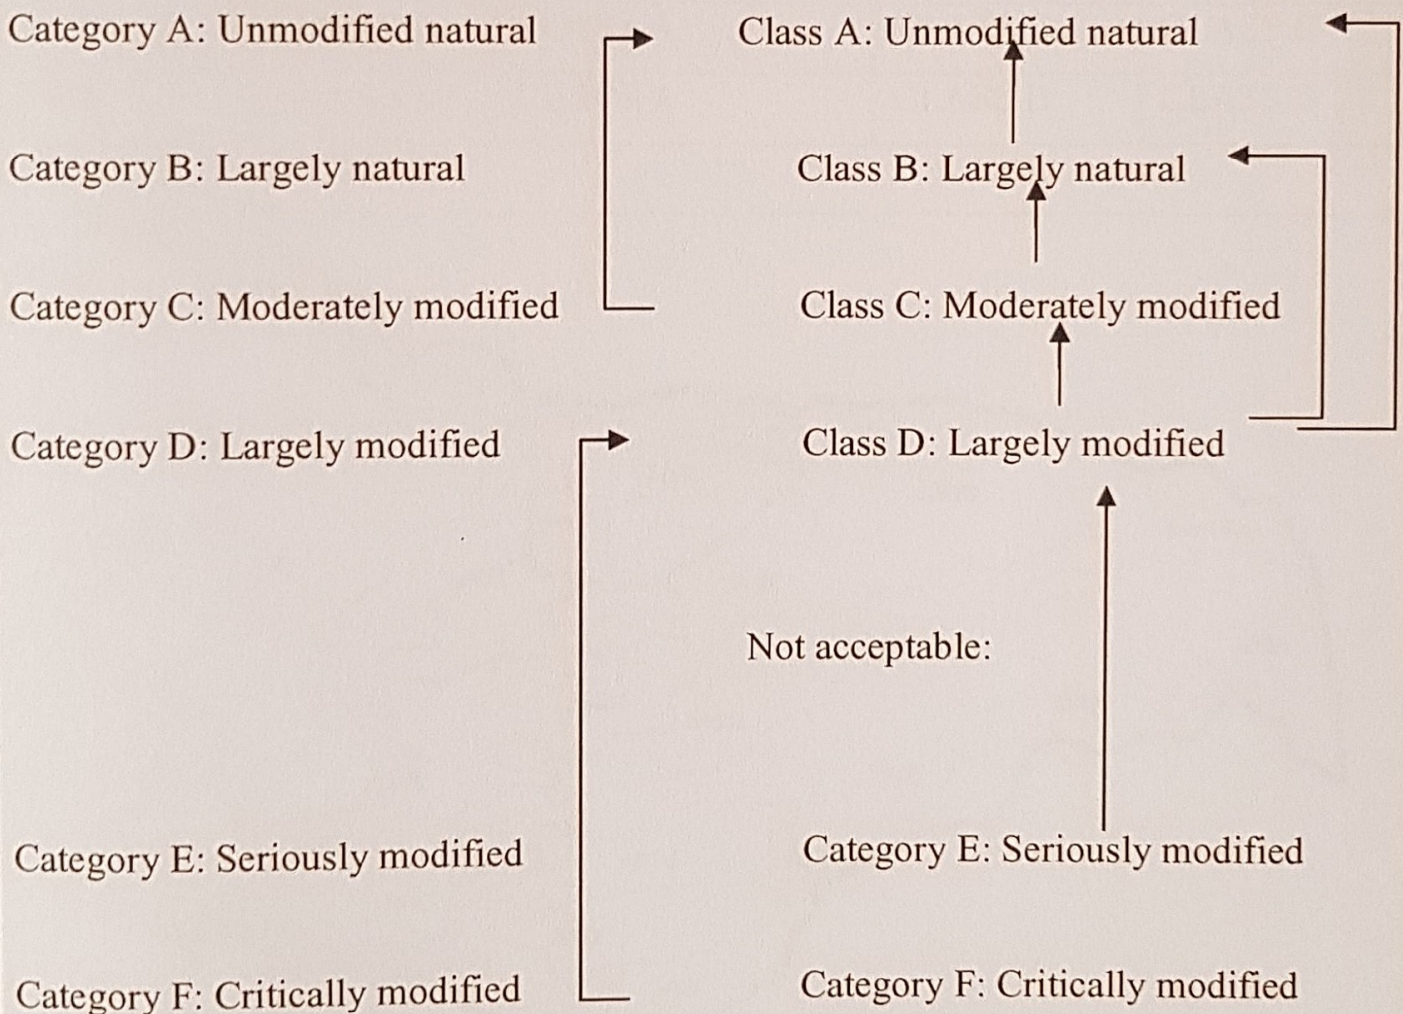 Category A: Unmodified natural
Class A: Unmodified natural
Category B: Largely natural
Class B: Largely natural
Category C: Moderately modified
Class C: Moderately modified
Category D: Largely modified
Class D: Largely modified
Not acceptable:
Category E: Seriously modified
Category E: Seriously modified
Category F: Critically modified
Category F: Critically modified